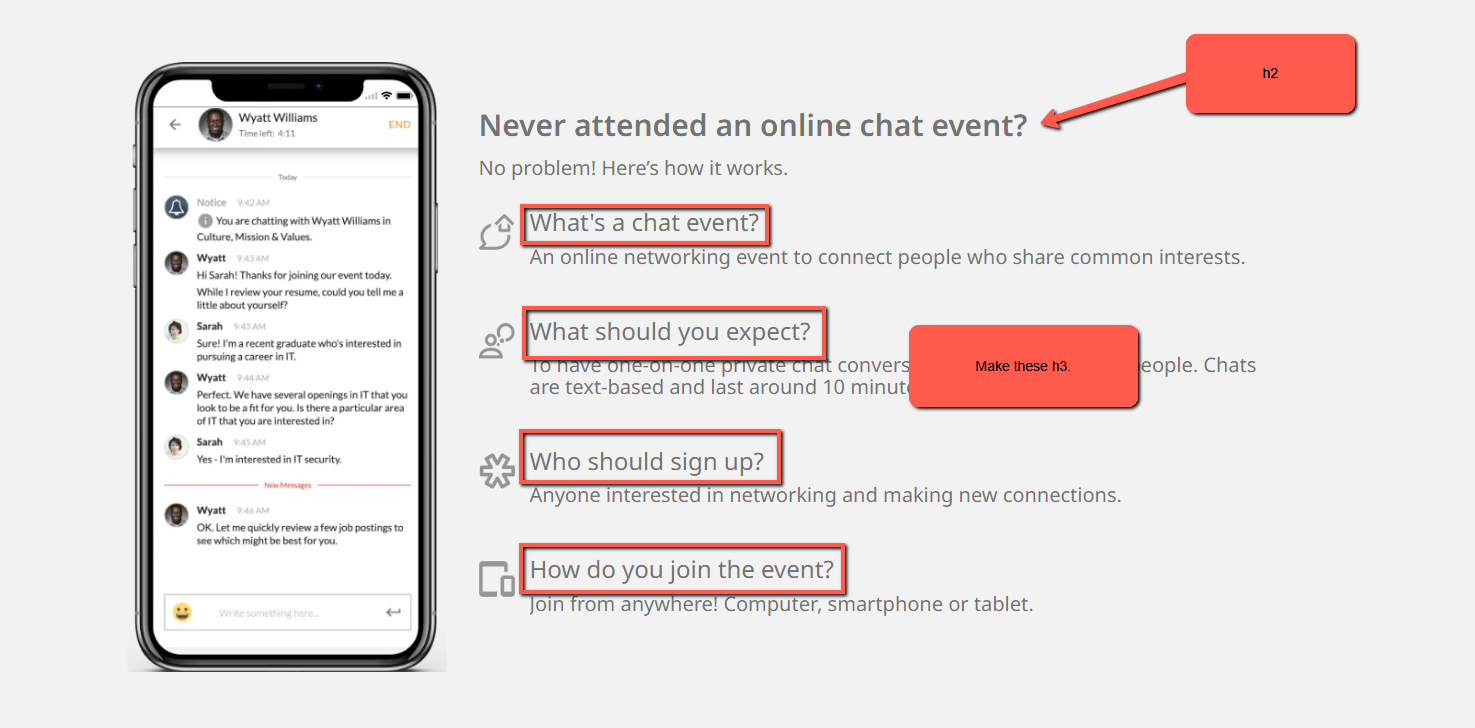 h2
Never attended an online chat event?
No problem! Here’s how it works.
What's a chat event?
An online networking event to connect people who share common interests.
What should you expect?
Make these h3.
To have one-on-one private chat people. Chats
are text-based and last around 10
Who should sign up?
Anyone interested in networking and making new connections.
How do you join the event?
Join from anywhere! Computer, smartphone or tablet.
Wyatt Williams
Time left: 4:11
END
Today
Notice 9:42 AM
You are chatting with Wyatt Williams in
Culture, Mission & Values.
Wyatt 9:43 AM
Hi Sarah! Thanks for joining our event today.
While I review your resume, could you tell me a
little about yourself?
Sarah 9:43 AM
Sure! I'm a recent graduate who's interested in
pursuing a career in IT.
Wyatt 9:44 AM
Perfect. We have several openings in IT that you
look to be a fit for you. Is there a particular area
of IT that you are interested in?
Sarah 9:45 AM
Yes - I'm interested in IT security.
New Messages
Wyatt 9:46 AM
OK. Let me quickly review a few job postings to
see which might be best for you.
Write something here...